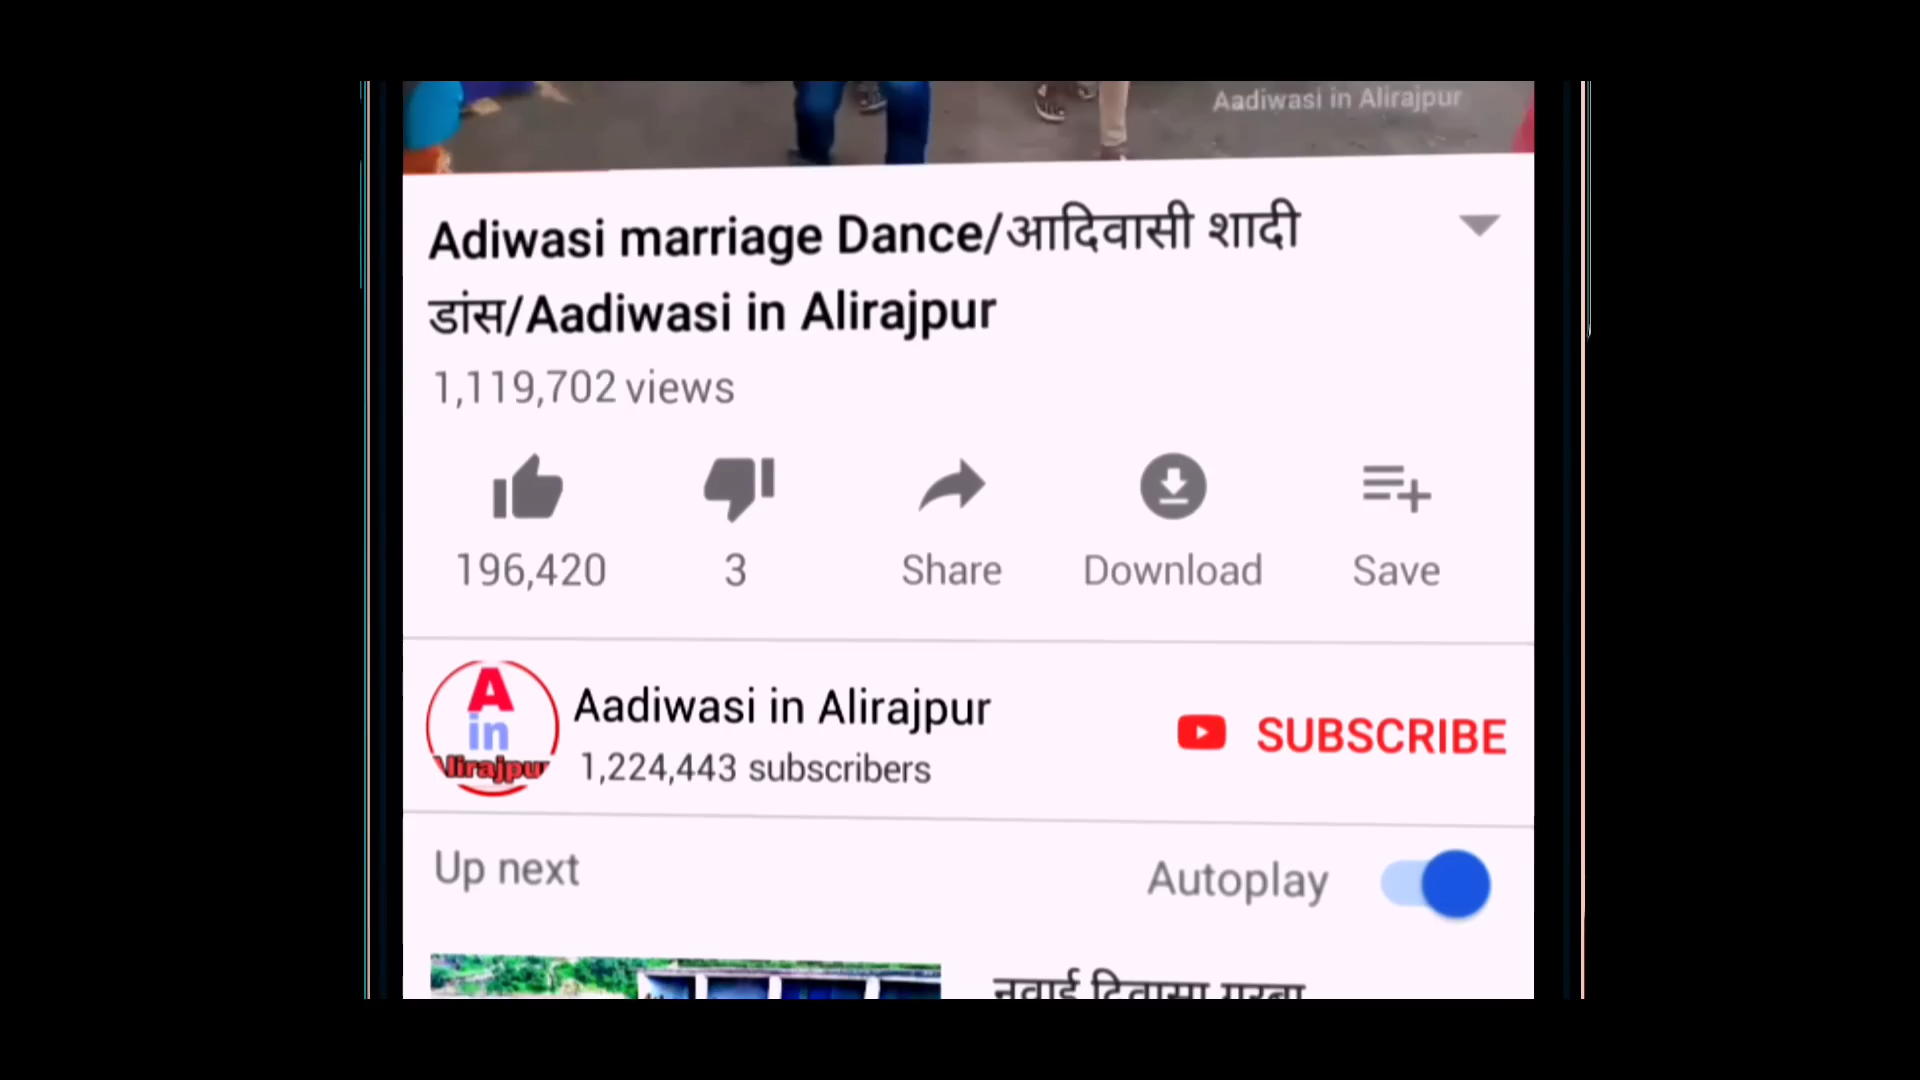 Aadiwasi in Alirajpur
Adiwasi marriage Dance/आदिवासी शादी
डांस/Aadiwasi in Alirajpur
1,119,702 views
196,420
3
Share
Download
Save
A
in
Alirajpur
Aadiwasi in Alirajpur
1,224,443 subscribers
SUBSCRIBE
Up next
Autoplay